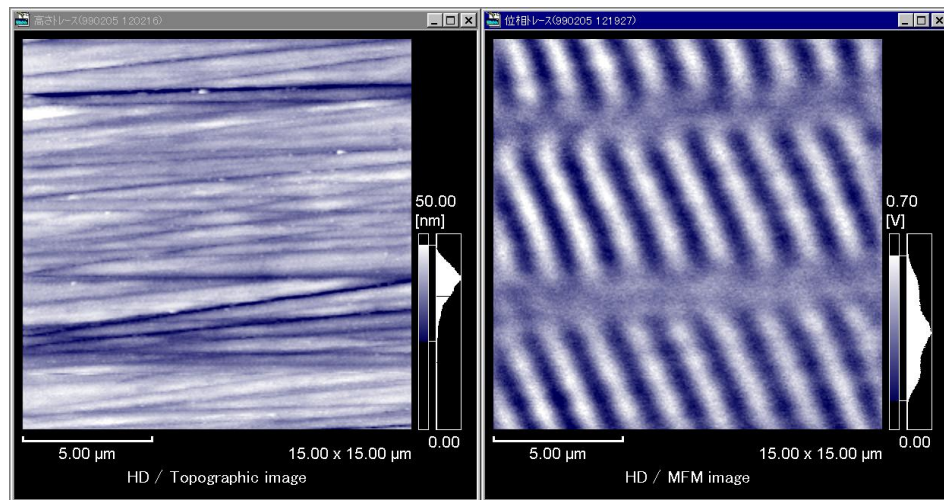 高さトレース(990205 120216)
50.00
[nm]
0.00
5.00 µm
15.00 x 15.00 µm
HD / Topographic image
位相トレース(990205 121927)
0.70
[V]
0.00
5.00 µm
15.00 x 15.00 µm
HD / MFM image